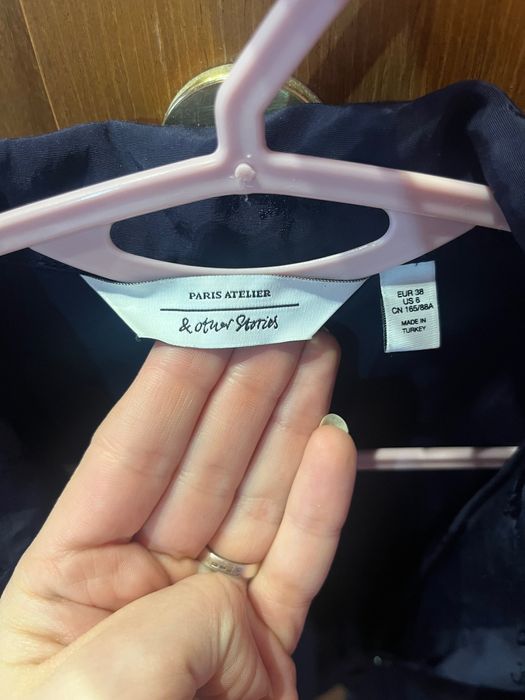 PARIS ATELIER
& other Stories
EUR 38
US 6
CN 165/88A
MADE IN
TURKEY